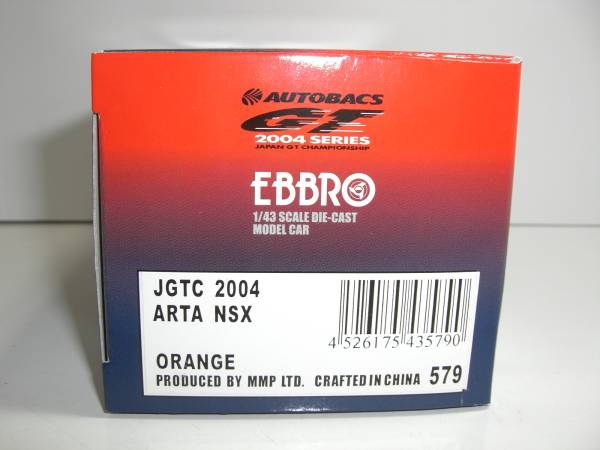 AUTOBACS
GT
2004 SERIES
JAPAN GT CHAMPIONSHIP
EBBRO
1/43 SCALE DIE-CAST
MODEL CAR
JGTC 2004
ARTA NSX
4 526175 435790
ORANGE
PRODUCED BY MMP LTD. CRAFTED IN CHINA 579